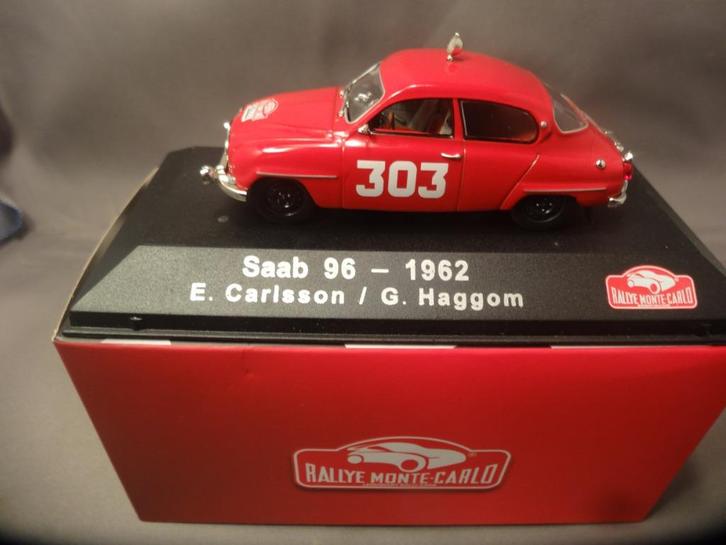 303
Saab 96 – 1962
E. Carlsson / G. Haggom
RALLYE MONTE-CARLO
RALLYE MONTE-CARLO